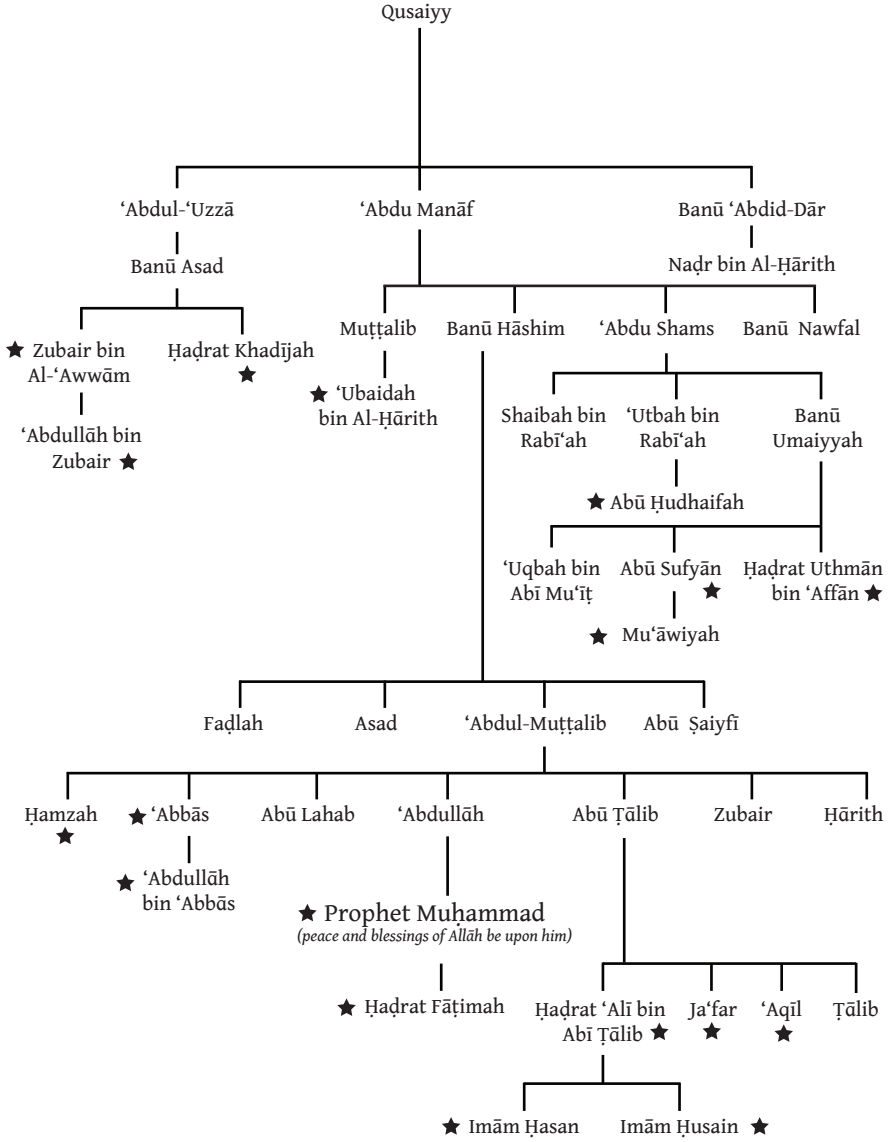 Qusaiyy
‘Abdul-‘Uzzā
‘Abdu Manāf
Banū ‘Abdid-Dār
Banū Asad
Naḍr bin Al-Ḥārith
Muṭṭalib
Banū Hāshim
‘Abdu Shams
Banū Nawfal
Zubair bin
Al-‘Awwām
Ḥaḍrat Khadījah
‘Ubaidah
bin Al-Ḥārith
Shaibah bin
Rabī‘ah
‘Utbah bin
Rabī‘ah
Banū
Umaiyyah
‘Abdullāh bin
Zubair
Abū Ḥudhaifah
‘Uqbah bin
Abī Mu‘īṭ
Abū Sufyān
Ḥaḍrat Uthmān
bin ‘Affān
Mu‘āwiyah
Faḍlah
Asad
‘Abdul-Muṭṭalib
Abū Ṣaiyfī
Ḥamzah
‘Abbās
Abū Lahab
‘Abdullāh
Abū Ṭālib
Zubair
Ḥārith
‘Abdullāh
bin ‘Abbās
Prophet Muḥammad
(peace and blessings of Allāh be upon him)
Ḥaḍrat Fāṭimah
Ḥaḍrat ‘Alī bin
Abī Ṭālib
Ja‘far
‘Aqīl
Ṭālib
Imām Ḥasan
Imām Ḥusain